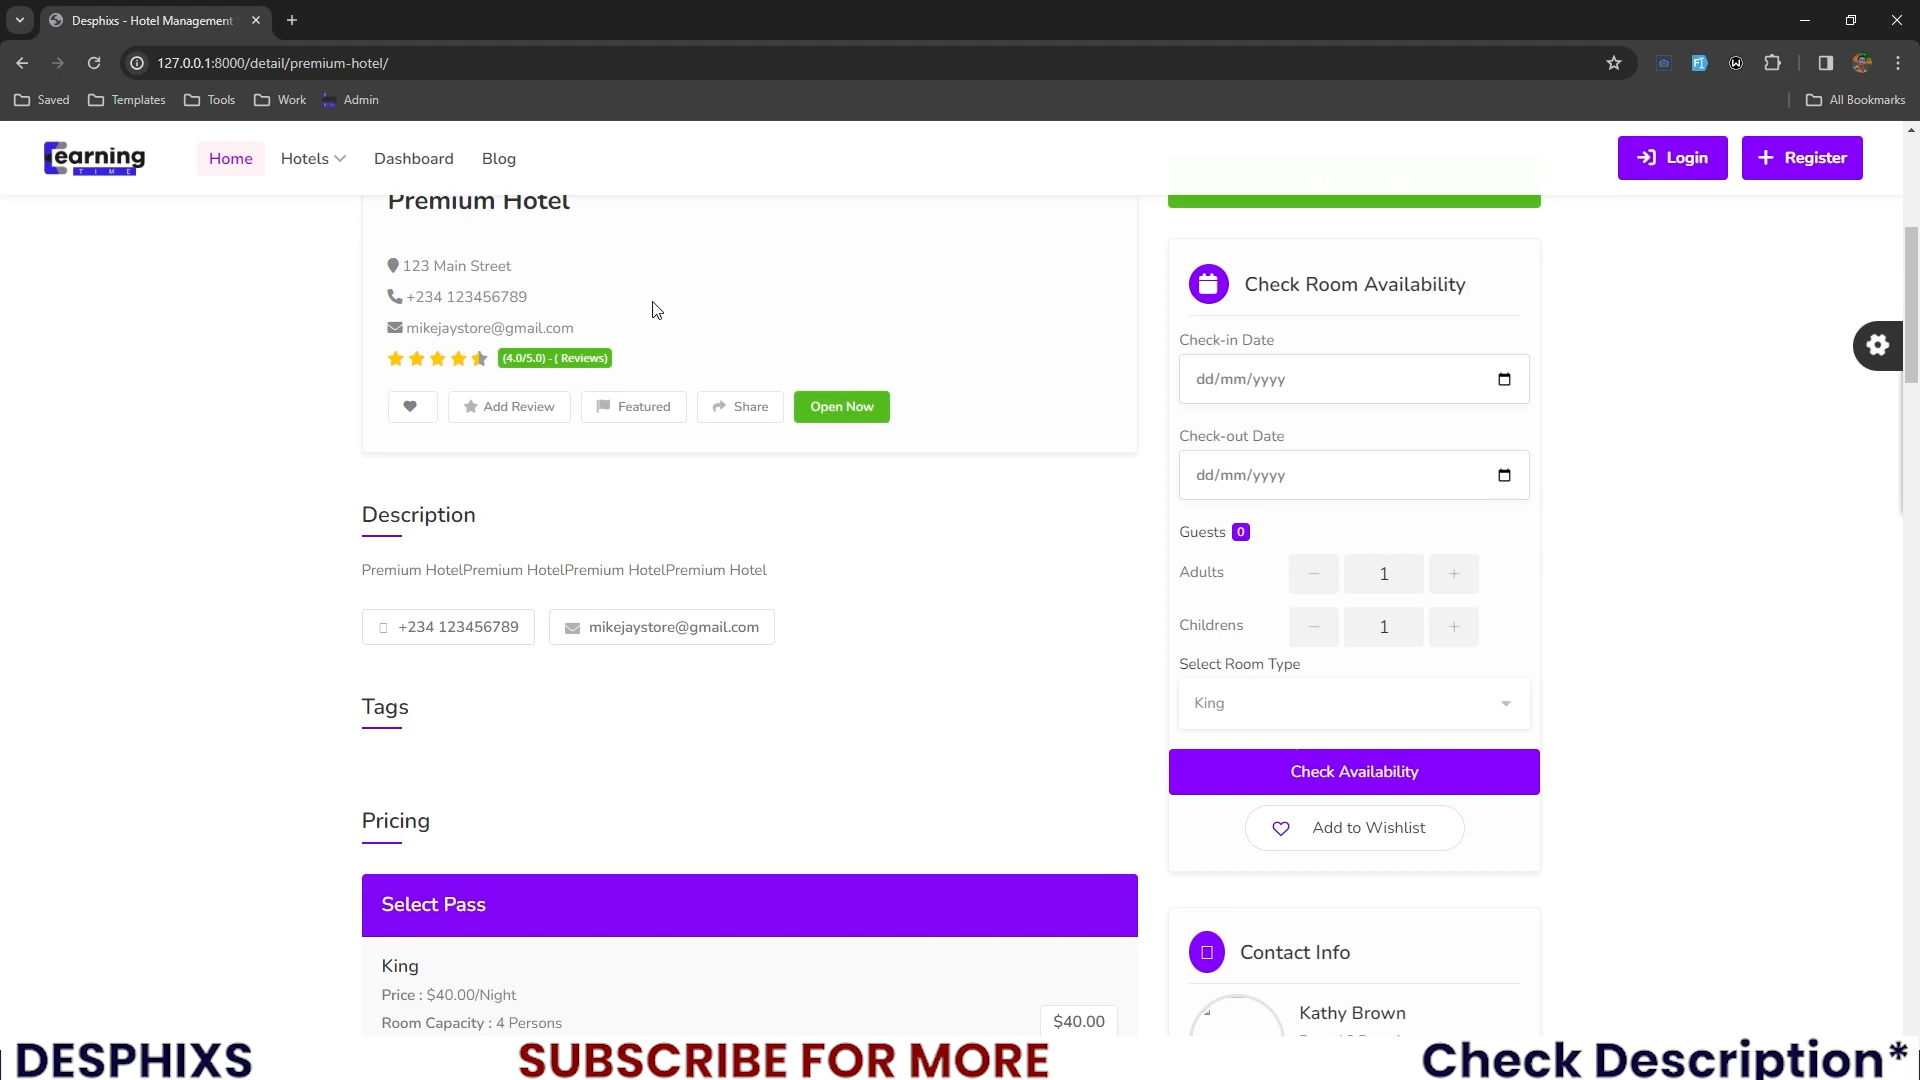 Desphixs - Hotel Management
127.0.0.1:8000/detail/premium-hotel/
Saved
Templates
Tools
Work
Admin
All Bookmarks
earning
TIME
Home
Hotels
Dashboard
Blog
Login
Register
Premium Hotel
123 Main Street
+234 123456789
mikejaystore@gmail.com
(4.0/5.0) - ( Reviews)
Add Review
Featured
Share
Open Now
Description
Premium HotelPremium HotelPremium HotelPremium Hotel
+234 123456789
mikejaystore@gmail.com
Tags
Pricing
Select Pass
King
Price : $40.00/Night
Room Capacity : 4 Persons
$40.00
Check Room Availability
Check-in Date
dd/mm/yyyy
Check-out Date
dd/mm/yyyy
Guests 0
Adults
1
Childrens
1
Select Room Type
King
Check Availability
Add to Wishlist
Contact Info
Kathy Brown
DESPHIXS
SUBSCRIBE FOR MORE
Check Description*